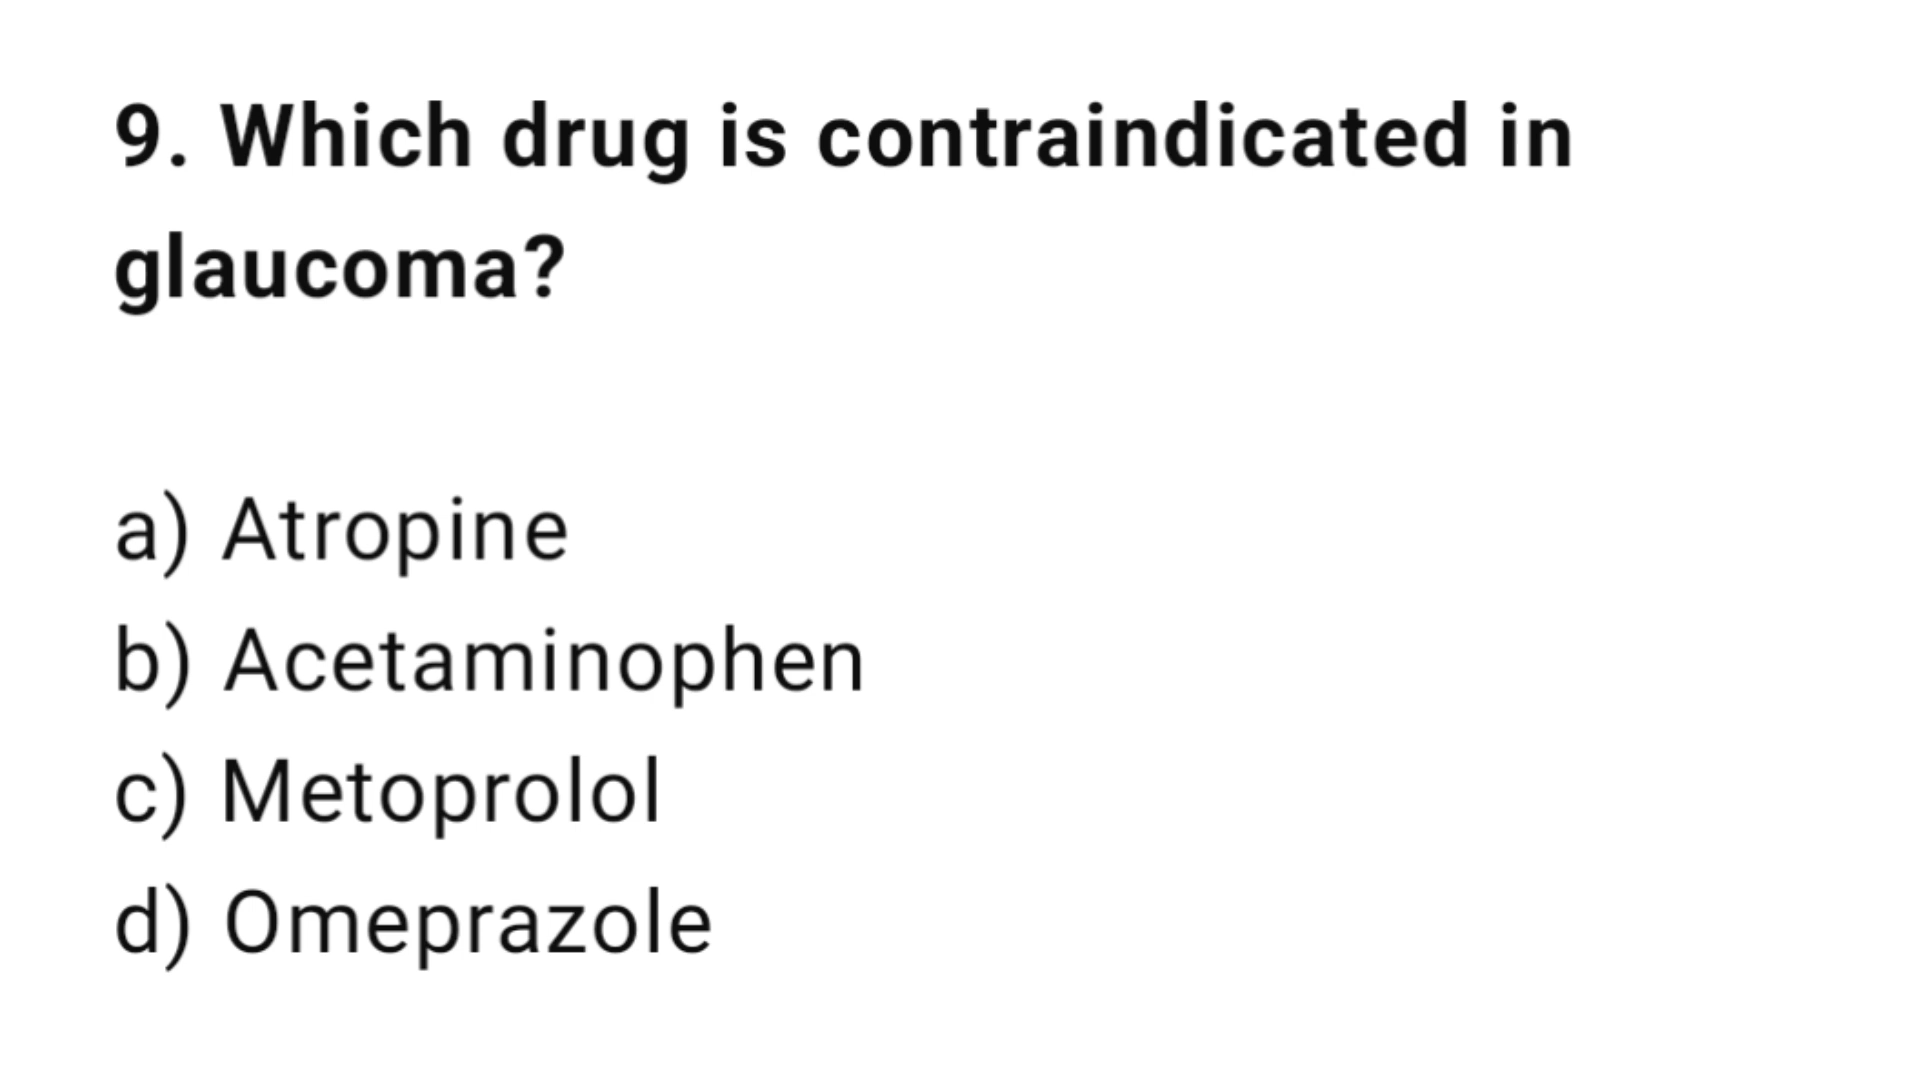 9. Which drug is contraindicated in
glaucoma?
a) Atropine
b) Acetaminophen
c) Metoprolol
d) Omeprazole